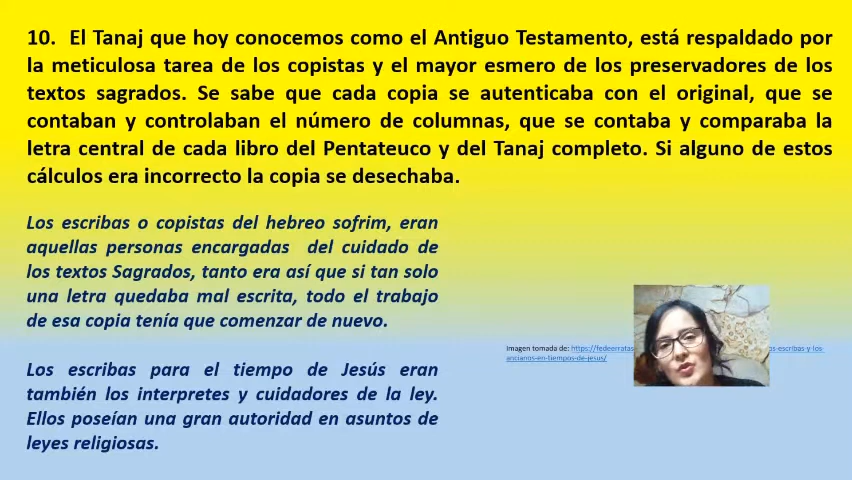 10. El Tanaj que hoy conocemos como el Antiguo Testamento, está respaldado por
la meticulosa tarea de los copistas y el mayor esmero de los preservadores de los
textos sagrados. Se sabe que cada copia se autenticaba con el original, que se
contaban y controlaban el número de columnas, que se contaba y comparaba la
letra central de cada libro del Pentateuco y del Tanaj completo. Si alguno de estos
cálculos era incorrecto la copia se desechaba.
Los escribas o copistas del hebreo sofrim, eran
aquellas personas encargadas del cuidado de
los textos Sagrados, tanto era así que si tan solo
una letra quedaba mal escrita, todo el trabajo
de esa copia tenía que comenzar de nuevo.
Los escribas para el tiempo de Jesús eran
también los interpretes y cuidadores de la ley.
Ellos poseían una gran autoridad en asuntos de
leyes religiosas.
Imagen tomada de: https://fedeerratas as-escribas-y-los-
ancianos-en-tiempos-de-jesus/